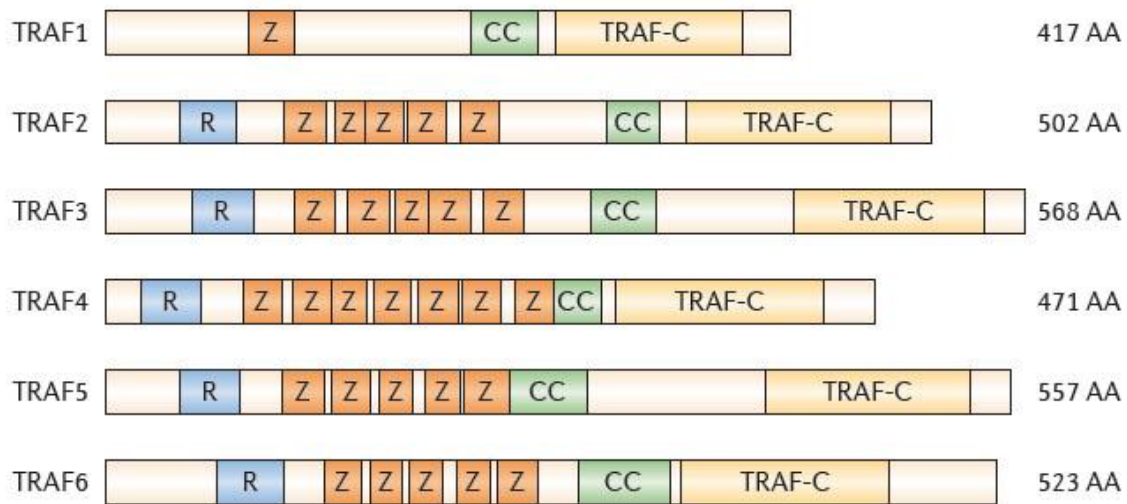 TRAF1 Z CC TRAF-C 417 AA
TRAF2 R Z Z Z Z Z CC TRAF-C 502 AA
TRAF3 R Z Z Z Z Z CC TRAF-C 568 AA
TRAF4 R Z Z Z Z Z Z Z CC TRAF-C 471 AA
TRAF5 R Z Z Z Z Z CC TRAF-C 557 AA
TRAF6 R Z Z Z Z Z CC TRAF-C 523 AA